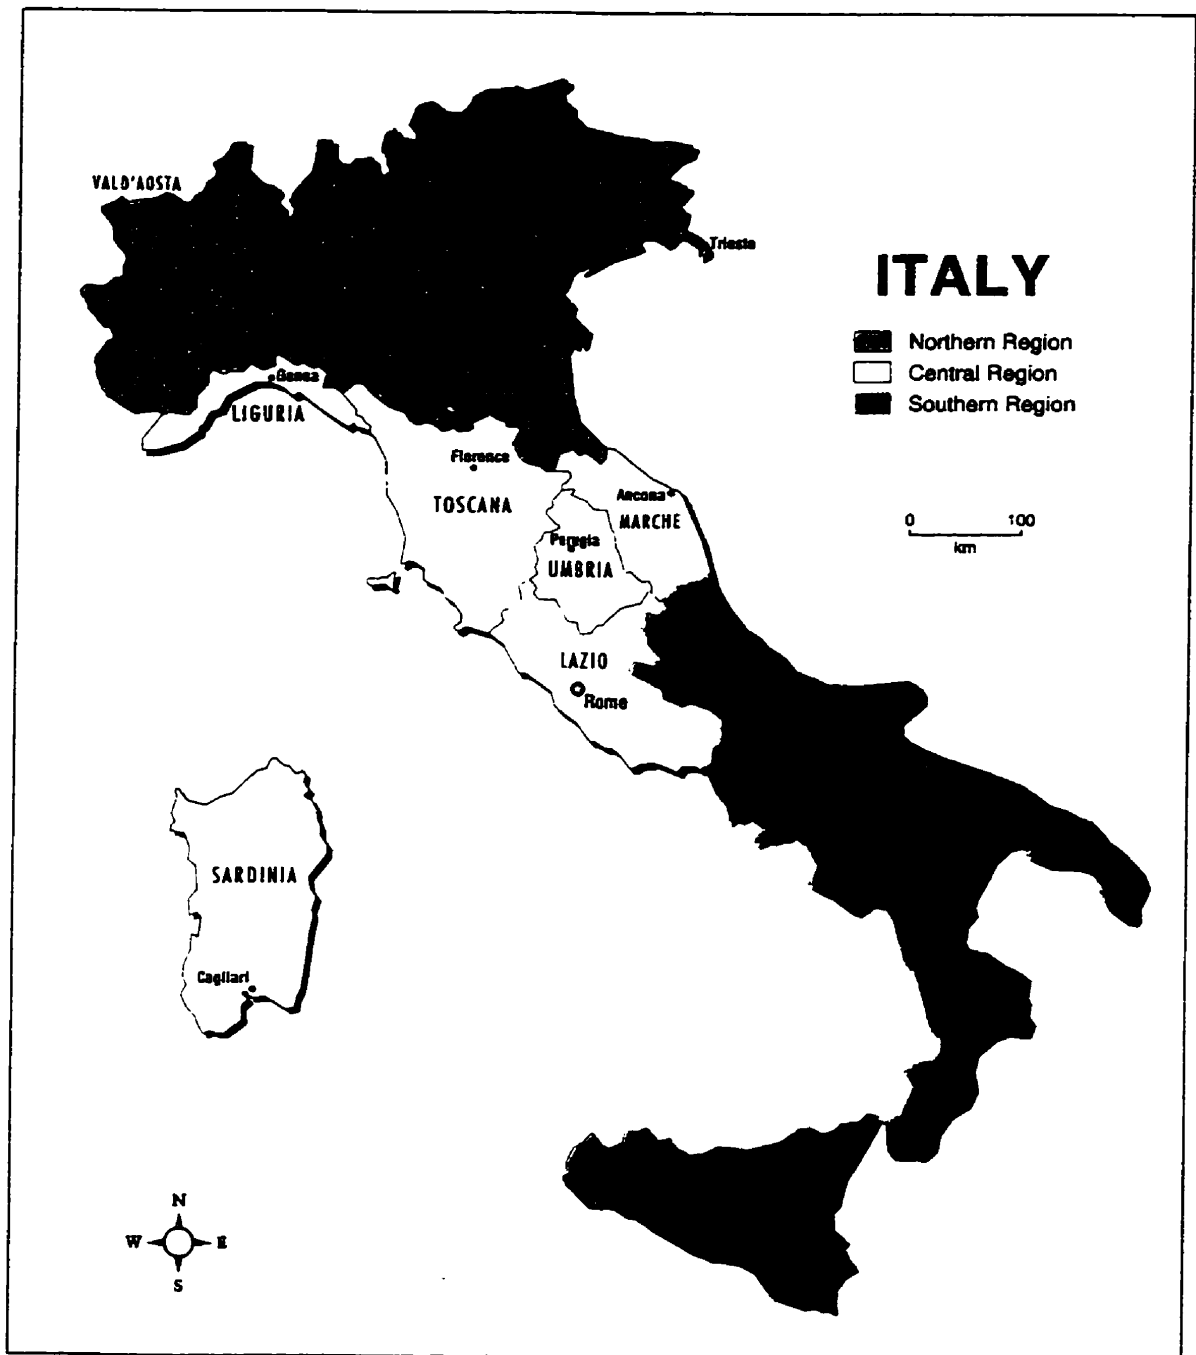 VALD'AOSTA
Trieste
ITALY
Northern Region
Central Region
Southern Region
Genoa
LIGURIA
Florence
TOSCANA
Ancona
MARCHE
0 100
km
Perugia
UMBRIA
LAZIO
Rome
SARDINIA
Cagliari
N
W E
S